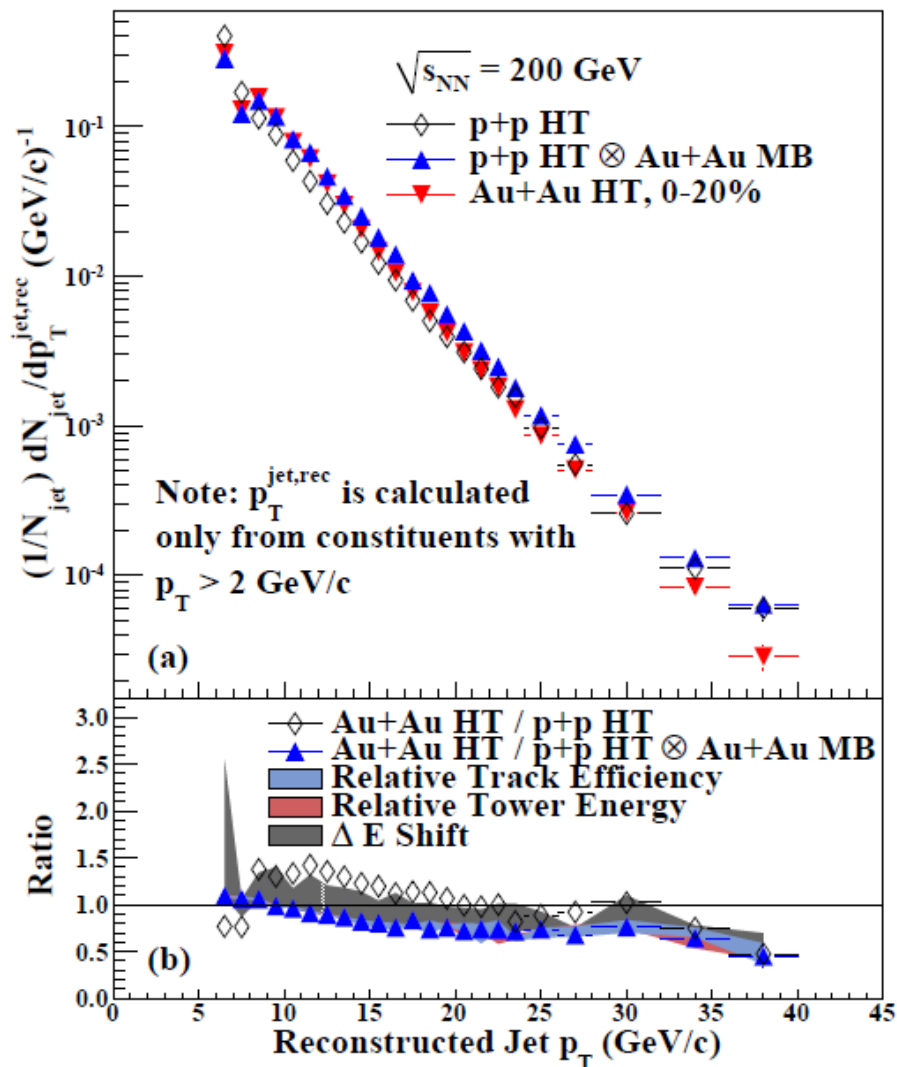 √s_NN = 200 GeV
p+p HT
p+p HT ⊗ Au+Au MB
Au+Au HT, 0-20%
(1/N_jet) dN_jet/dp_T^jet,rec (GeV/c)^-1
10^-1
10^-2
10^-3
10^-4
Note: p_T^jet,rec is calculated
only from constituents with
p_T > 2 GeV/c
(a)
Au+Au HT / p+p HT
Au+Au HT / p+p HT ⊗ Au+Au MB
Relative Track Efficiency
Relative Tower Energy
Δ E Shift
Ratio
3.0
2.5
2.0
1.5
1.0
0.5
0.0
(b)
0 5 10 15 20 25 30 35 40 45
Reconstructed Jet p_T (GeV/c)